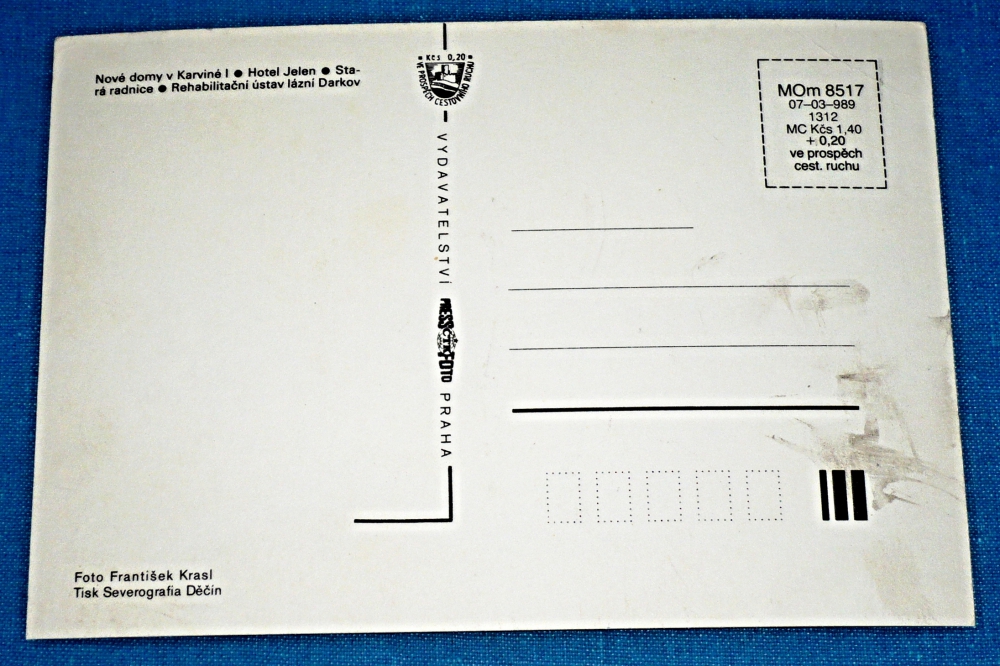 Nové domy v Karviné I ● Hotel Jelen ● Sta-
rá radnice ● Rehabilitační ústav lázní Darkov
Kčs 0,20
VE PROSPĚCH CESTOVNÍHO RUCHU
VYDAVATELSTVÍ
PRESSFOTO
ČTK
PRAHA
MOm 8517
07–03–989
1312
MC Kčs 1,40
+ 0,20
ve prospěch
cest. ruchu
Foto František Krasl
Tisk Severografia Děčín